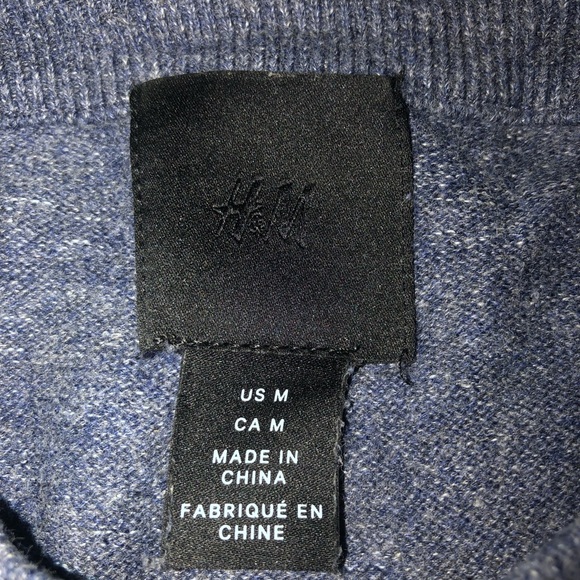 H&M
US M
CA M
MADE IN
CHINA
FABRIQUÉ EN
CHINE